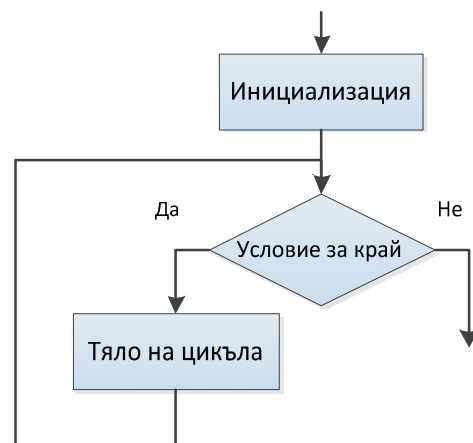 Инициализация
Да
Не
Условие за край
Тяло на цикъла